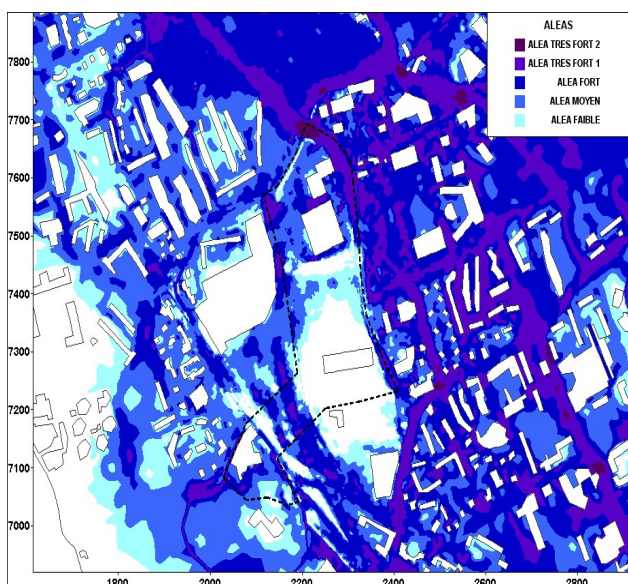 ALEAS
ALEA TRES FORT 2
ALEA TRES FORT 1
ALEA FORT
ALEA MOYEN
ALEA FAIBLE
7800
7700
7600
7500
7400
7300
7200
7100
7000
1800 2000 2200 2400 2600 2800